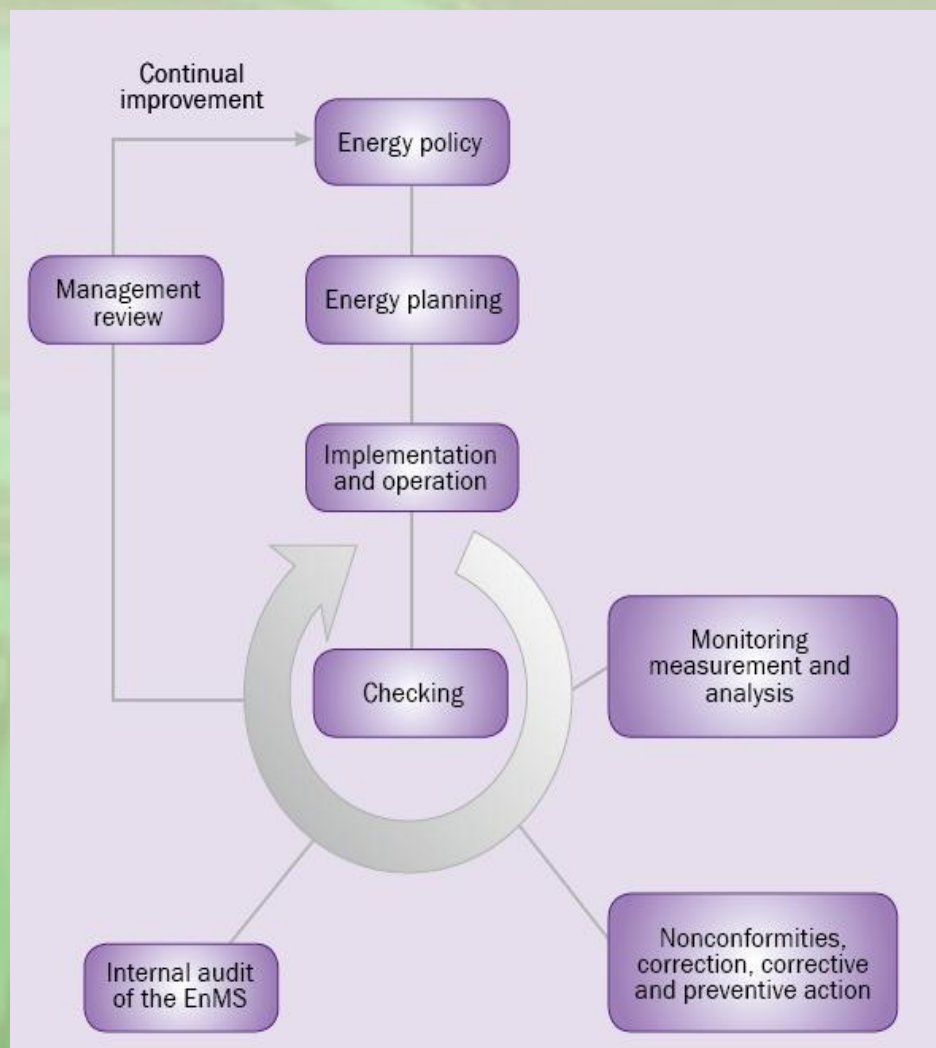 Continual
improvement
Energy policy
Management
review
Energy planning
Implementation
and operation
Checking
Monitoring
measurement and
analysis
Internal audit
of the EnMS
Nonconformities,
correction, corrective
and preventive action